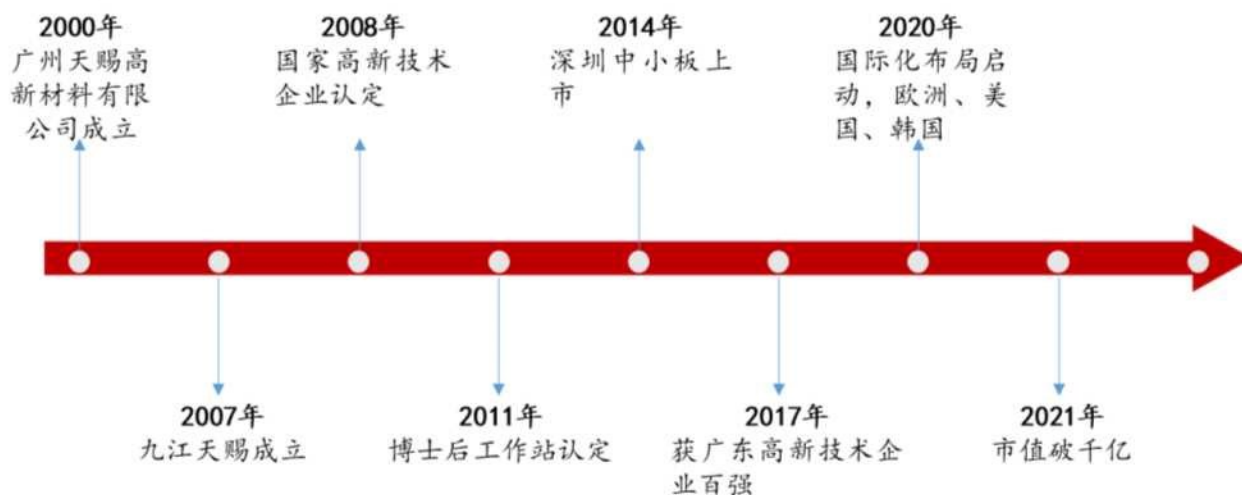 2000年
广州天赐高
新材料有限
公司成立
2008年
国家高新技术
企业认定
2014年
深圳中小板上
市
2020年
国际化布局启
动，欧洲、美
国、韩国
2007年
九江天赐成立
2011年
博士后工作站认定
2017年
获广东高新技术企
业百强
2021年
市值破千亿